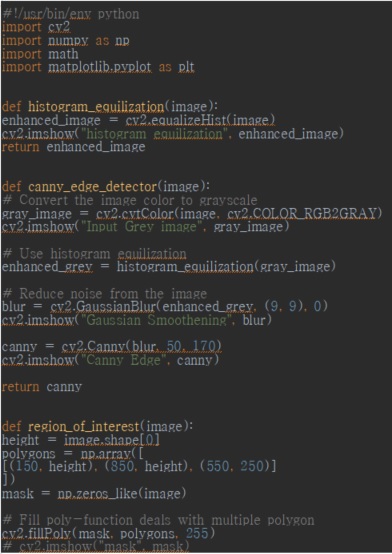 #!/usr/bin/env python
import cv2
import numpy as np
import math
import matplotlib.pyplot as plt
def histogram_equilization(image):
enhanced_image = cv2.equalizeHist(image)
cv2.imshow("histogram equilization", enhanced_image)
return enhanced_image
def canny_edge_detector(image):
# Convert the image color to grayscale
gray_image = cv2.cvtColor(image, cv2.COLOR_RGB2GRAY)
cv2.imshow("Input Grey image", gray_image)
# Use histogram equilization
enhanced_grey = histogram_equilization(gray_image)
# Reduce noise from the image
blur = cv2.GaussianBlur(enhanced_grey, (9, 9), 0)
cv2.imshow("Gaussian Smoothening", blur)
canny = cv2.Canny(blur, 50, 170)
cv2.imshow("Canny Edge", canny)
return canny
def region_of_interest(image):
height = image.shape[0]
polygons = np.array([
[(150, height), (850, height), (550, 250)]
])
mask = np.zeros_like(image)
# Fill poly-function deals with multiple polygon
cv2.fillPoly(mask, polygons, 255)
# cv2.imshow("mask", mask)